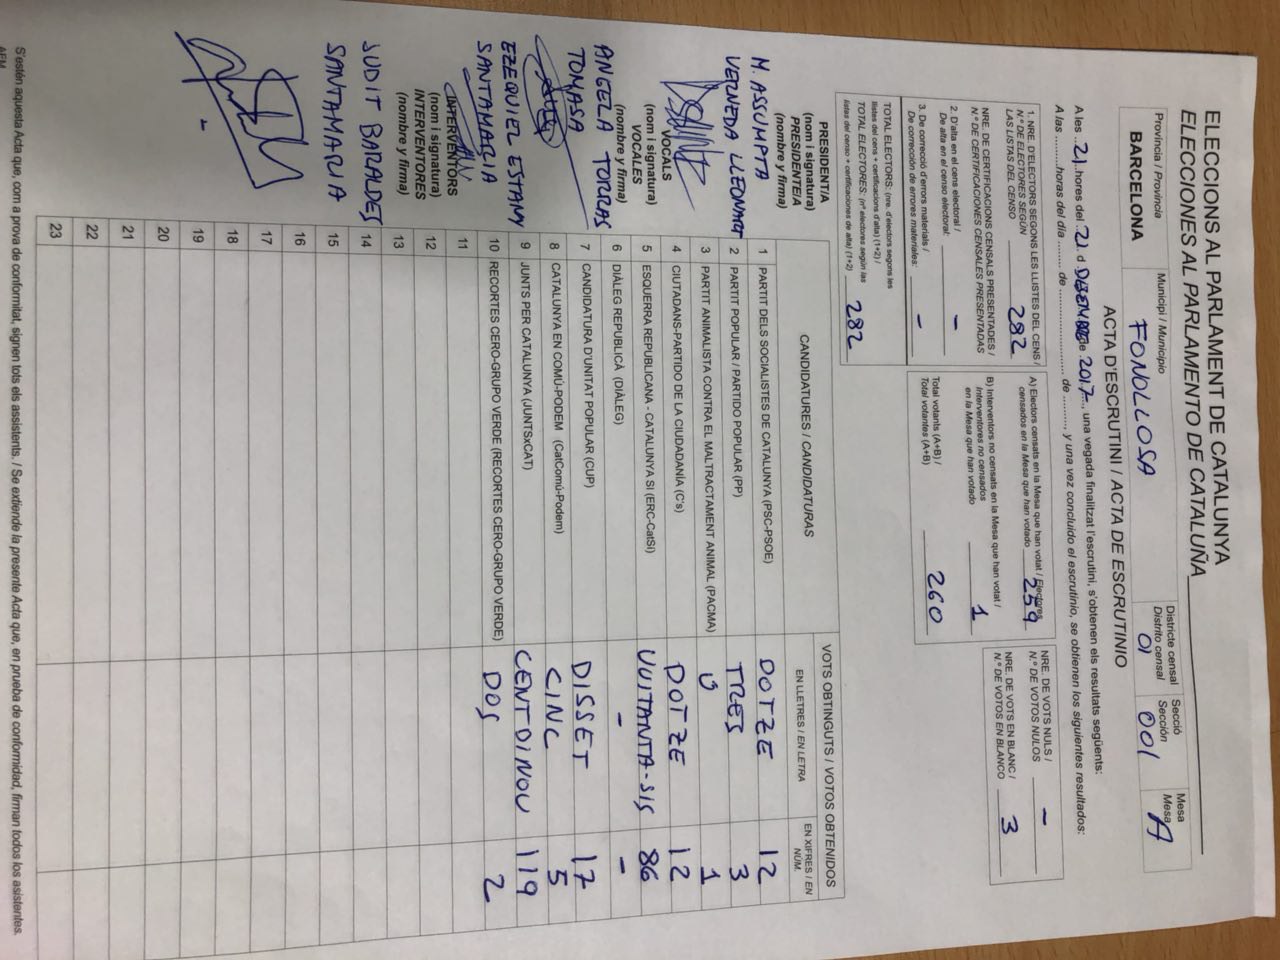 ELECCIONS AL PARLAMENT DE CATALUNYA
ELECCIONES AL PARLAMENTO DE CATALUÑA
Província / Provincia
BARCELONA
Municipi / Municipio
FONOLLOSA
Districte censal
Distrito censal
01
Secció
Sección
001
Mesa
Mesa
A
ACTA D'ESCRUTINI / ACTA DE ESCRUTINIO
A les .21. hores del .21. d DESEMBRE de 2017..., una vegada finalitzat l'escrutini, s'obtenen els resultats següents:
A las .......... horas del día ........ de ........................ de ........, y una vez concluido el escrutinio, se obtienen los siguientes resultados:
1. NRE. D'ELECTORS SEGONS LES LLISTES DEL CENS /
N.º DE ELECTORES SEGÚN
LAS LISTAS DEL CENSO 282
NRE. DE CERTIFICACIONS CENSALS PRESENTADES /
N.º DE CERTIFICACIONES CENSALES PRESENTADAS
2. D'alta en el cens electoral /
De alta en el censo electoral: -
3. De correcció d'errors materials /
De corrección de errores materiales: -
TOTAL ELECTORS: (nre. d'electors segons les
llistes del cens + certificacions d'alta) (1+2) /
TOTAL ELECTORES: (nº electores según las
listas del censo + certificaciones de alta) (1+2) 282
A) Electors censats en la Mesa que han votat / Electores
censados en la Mesa que han votado 259
B) Interventors no censats en la Mesa que han votat /
Interventores no censados
en la Mesa que han votado 1
Total votants (A+B) /
Total votantes (A+B) 260
NRE. DE VOTS NULS /
N.º DE VOTOS NULOS -
NRE. DE VOTS EN BLANC /
N.º DE VOTOS EN BLANCO 3
CANDIDATURES / CANDIDATURAS
VOTS OBTINGUTS / VOTOS OBTENIDOS
EN LLETRES / EN LETRA
EN XIFRES / EN NÚM.
1 PARTIT DELS SOCIALISTES DE CATALUNYA (PSC-PSOE) DOTZE 12
2 PARTIT POPULAR / PARTIDO POPULAR (PP) TRES 3
3 PARTIT ANIMALISTA CONTRA EL MALTRACTAMENT ANIMAL (PACMA) U 1
4 CIUTADANS-PARTIDO DE LA CIUDADANÍA (C's) DOTZE 12
5 ESQUERRA REPUBLICANA - CATALUNYA SÍ (ERC-CatSí) VUITANTA-SIS 86
6 DIÀLEG REPUBLICÀ (DIÀLEG) - -
7 CANDIDATURA D'UNITAT POPULAR (CUP) DISSET 17
8 CATALUNYA EN COMÚ-PODEM (CatComú-Podem) CINC 5
9 JUNTS PER CATALUNYA (JUNTSxCAT) CENT DINOU 119
10 RECORTES CERO-GRUPO VERDE (RECORTES CERO-GRUPO VERDE) DOS 2
11
12
13
14
15
16
17
18
19
20
21
22
23
PRESIDENT/A
(nom i signatura)
PRESIDENTE/A
(nombre y firma)
M. ASSUMPTA
VERNEDA LLEONART
VOCALS
(nom i signatura)
VOCALES
(nombre y firma)
ANGELA TORRAS
TOMASA
EZEQUIEL ESTANY
SANTAMARIA
INTERVENTORS
(nom i signatura)
INTERVENTORES
(nombre y firma)
JUDIT BARALDÉS
SANTAMARIA
S'estén aquesta Acta que, com a prova de conformitat, signen tots els assistents. / Se extiende la presente Acta que, en prueba de conformidad, firman todos los asistentes.